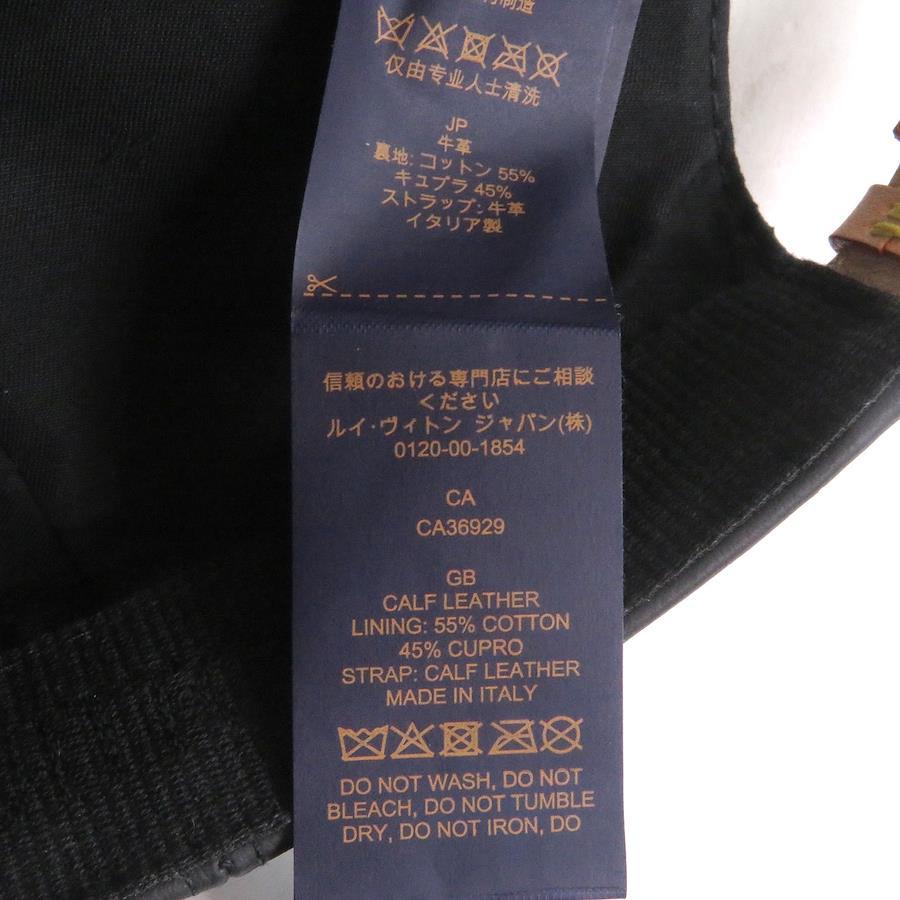 制造
仅由专业人士清洗
JP
牛革
裏地: コットン 55%
キュプラ 45%
ストラップ: 牛革
イタリア製
信頼のおける専門店にご相談
ください
ルイ・ヴィトン ジャパン(株)
0120-00-1854
CA
CA36929
GB
CALF LEATHER
LINING: 55% COTTON
45% CUPRO
STRAP: CALF LEATHER
MADE IN ITALY
DO NOT WASH, DO NOT
BLEACH, DO NOT TUMBLE
DRY, DO NOT IRON, DO